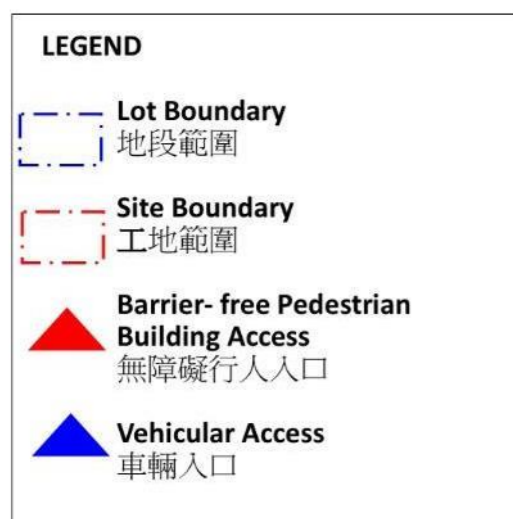 LEGEND
Lot Boundary
地段範圍
Site Boundary
工地範圍
Barrier- free Pedestrian
Building Access
無障礙行人入口
Vehicular Access
車輛入口